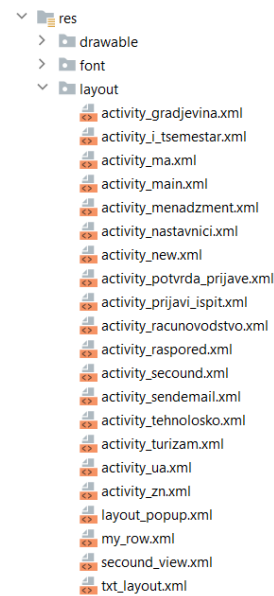 res
drawable
font
layout
activity_gradjevina.xml
activity_i_tsemestar.xml
activity_ma.xml
activity_main.xml
activity_menadzment.xml
activity_nastavnici.xml
activity_new.xml
activity_potvrda_prijave.xml
activity_prijavi_ispit.xml
activity_racunovodstvo.xml
activity_raspored.xml
activity_secound.xml
activity_sendemail.xml
activity_tehnolosko.xml
activity_turizam.xml
activity_ua.xml
activity_zn.xml
layout_popup.xml
my_row.xml
secound_view.xml
txt_layout.xml